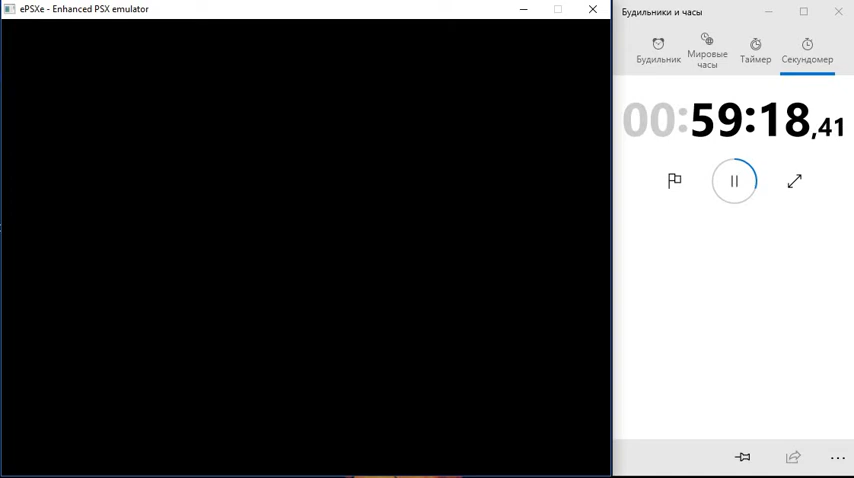 ePSXe - Enhanced PSX emulator
Будильники и часы
Будильник
Мировые
часы
Таймер
Секундомер
00:59:18,41